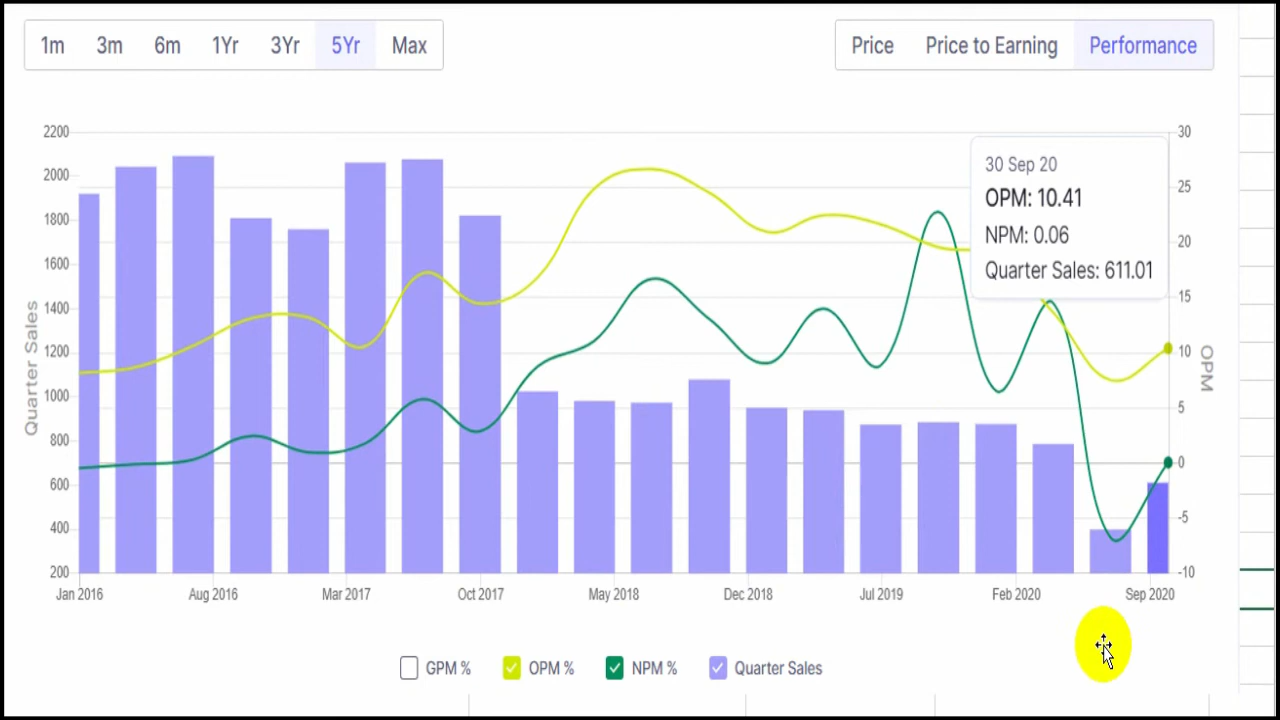 1m 3m 6m 1Yr 3Yr 5Yr Max
Price Price to Earning Performance
Quarter Sales
2200
2000
1800
1600
1400
1200
1000
800
600
400
200
30
25
20
15
10
5
0
-5
-10
OPM
30 Sep 20
OPM: 10.41
NPM: 0.06
Quarter Sales: 611.01
Jan 2016 Aug 2016 Mar 2017 Oct 2017 May 2018 Dec 2018 Jul 2019 Feb 2020 Sep 2020
GPM % OPM % NPM % Quarter Sales